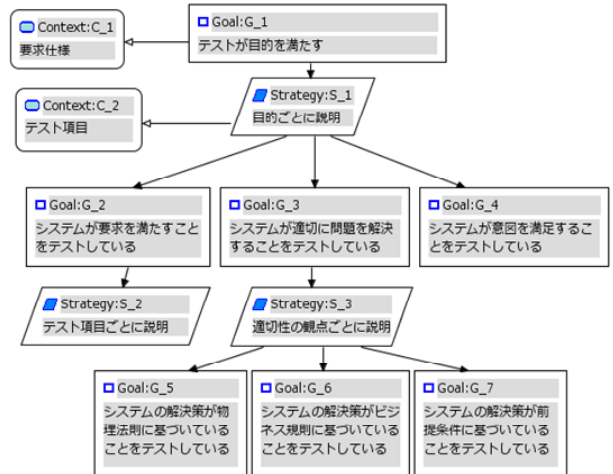 Context:C_1
要求仕様
Goal:G_1
テストが目的を満たす
Strategy:S_1
目的ごとに説明
Context:C_2
テスト項目
Goal:G_2
システムが要求を満たすこと
をテストしている
Goal:G_3
システムが適切に問題を解決
することをテストしている
Goal:G_4
システムが意図を満足するこ
とをテストしている
Strategy:S_2
テスト項目ごとに説明
Strategy:S_3
適切性の観点ごとに説明
Goal:G_5
システムの解決策が物
理法則に基づいている
ことをテストしている
Goal:G_6
システムの解決策がビジ
ネス規則に基づいている
ことをテストしている
Goal:G_7
システムの解決策が前
提条件に基づいている
ことをテストしている